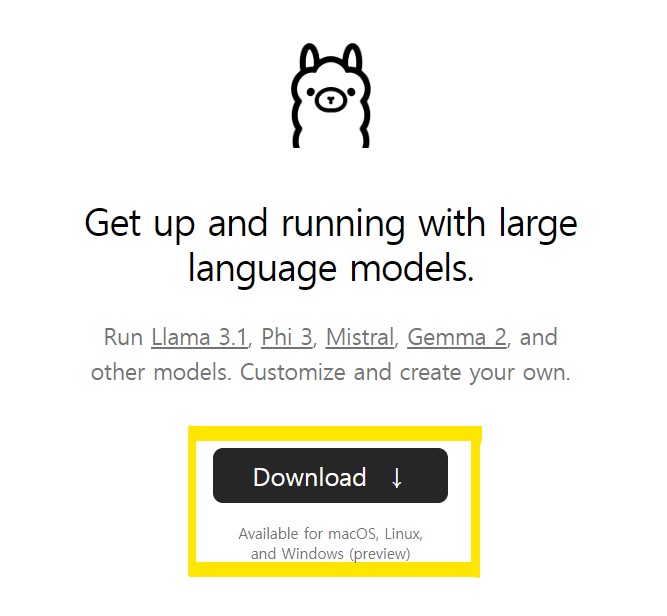 Get up and running with large
language models.
Run Llama 3.1, Phi 3, Mistral, Gemma 2, and
other models. Customize and create your own.
Download ↓
Available for macOS, Linux,
and Windows (preview)